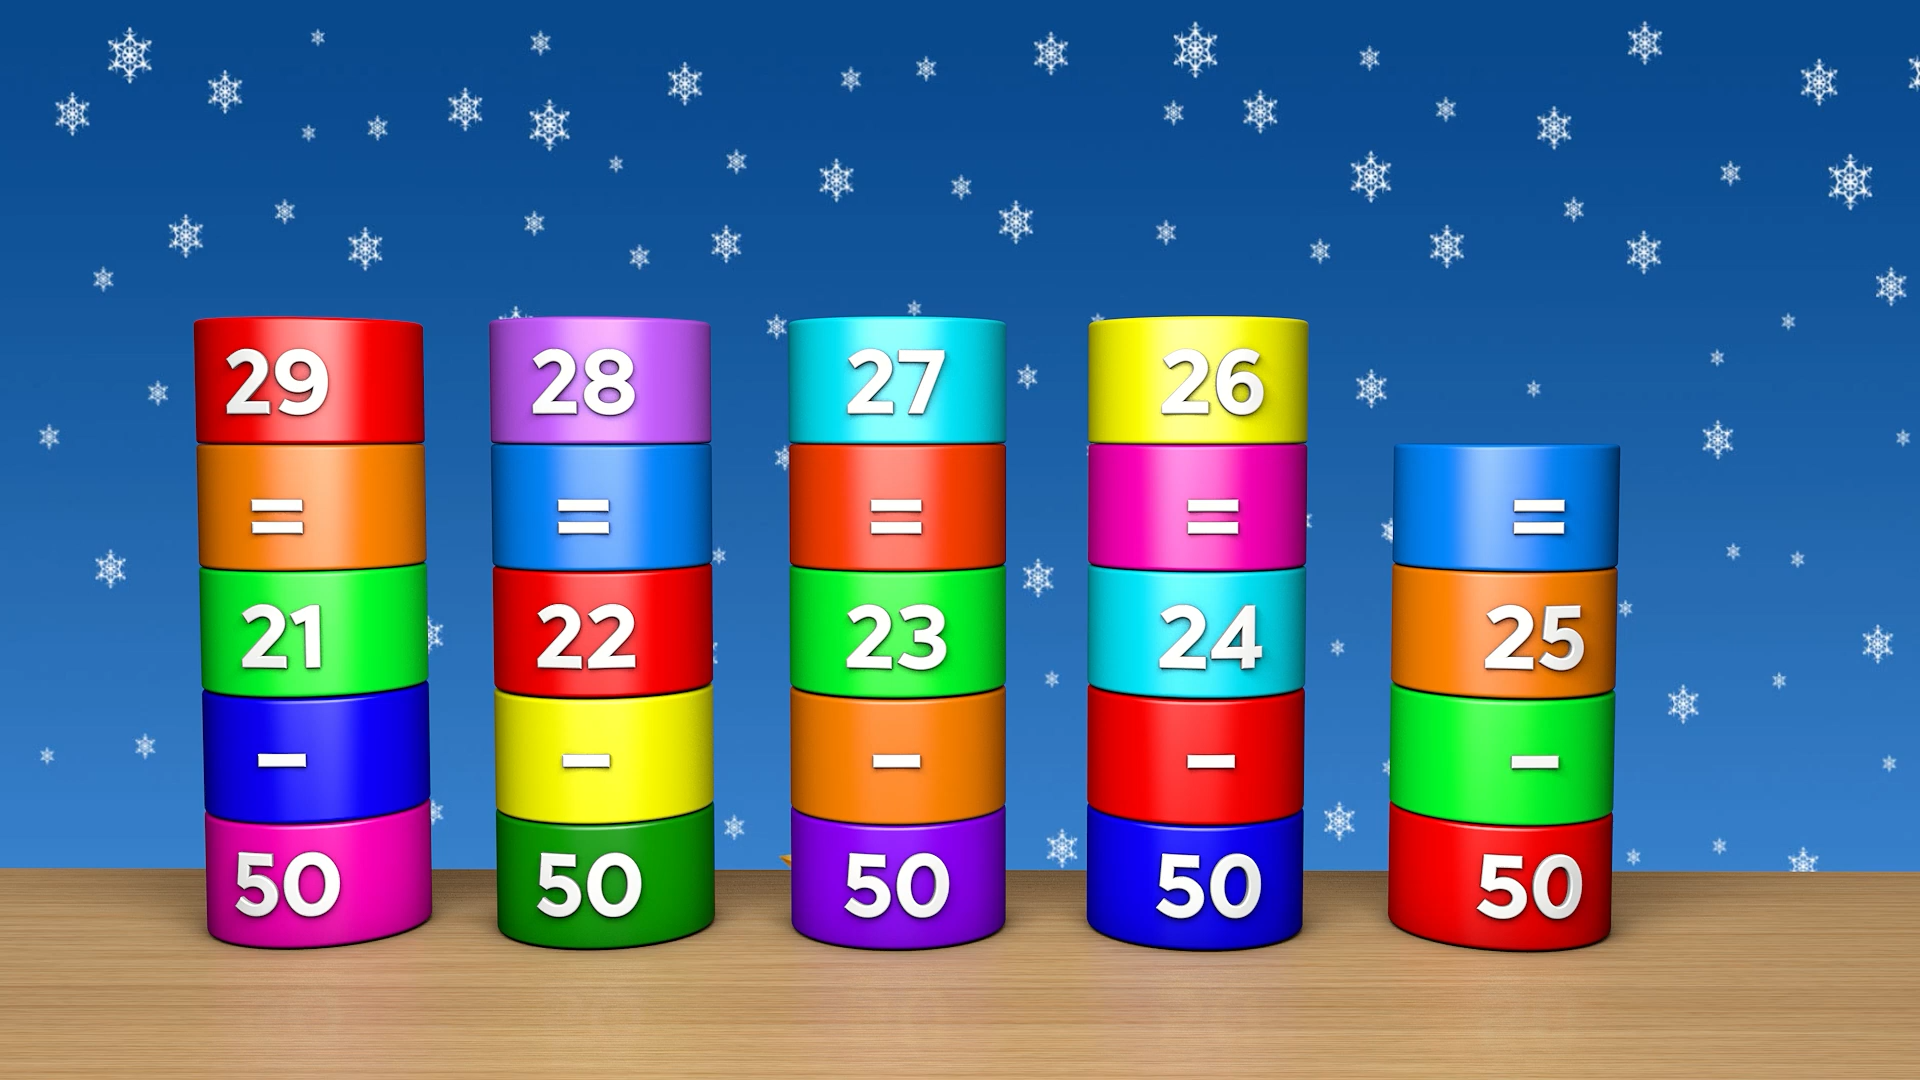 29 28 27 26
= = = = =
21 22 23 24 25
– – – – –
50 50 50 50 50